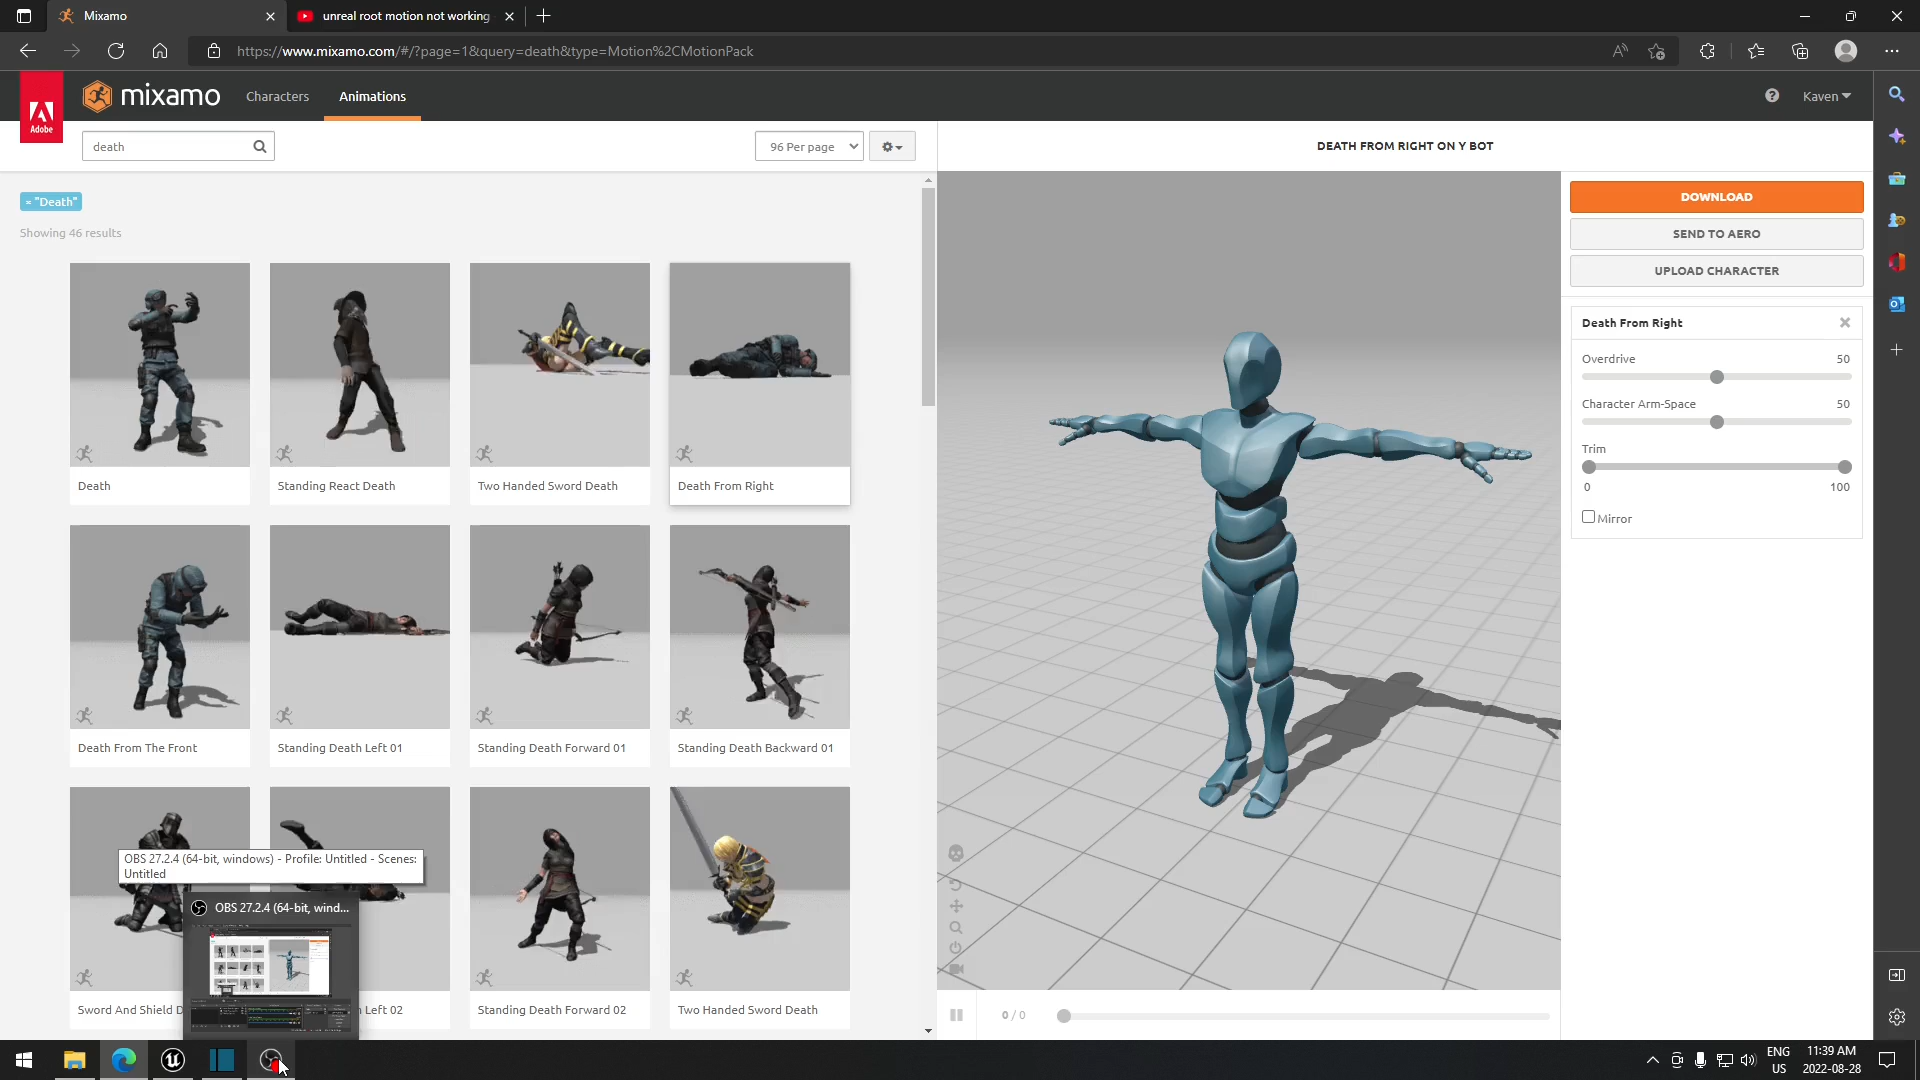 Mixamo
unreal root motion not working
https://www.mixamo.com/#/?page=1&query=death&type=Motion%2CMotionPack
Adobe
mixamo
Characters
Animations
Kaven
death
96 Per page
DEATH FROM RIGHT ON Y BOT
× "Death"
Showing 46 results
DOWNLOAD
SEND TO AERO
UPLOAD CHARACTER
Death From Right
Overdrive
50
Character Arm-Space
50
Trim
0
100
Mirror
Death
Standing React Death
Two Handed Sword Death
Death From Right
Death From The Front
Standing Death Left 01
Standing Death Forward 01
Standing Death Backward 01
OBS 27.2.4 (64-bit, windows) - Profile: Untitled - Scenes:
Untitled
OBS 27.2.4 (64-bit, wind...
Sword And Shield D
Left 02
Standing Death Forward 02
Two Handed Sword Death
0 / 0
ENG
US
11:39 AM
2022-08-28